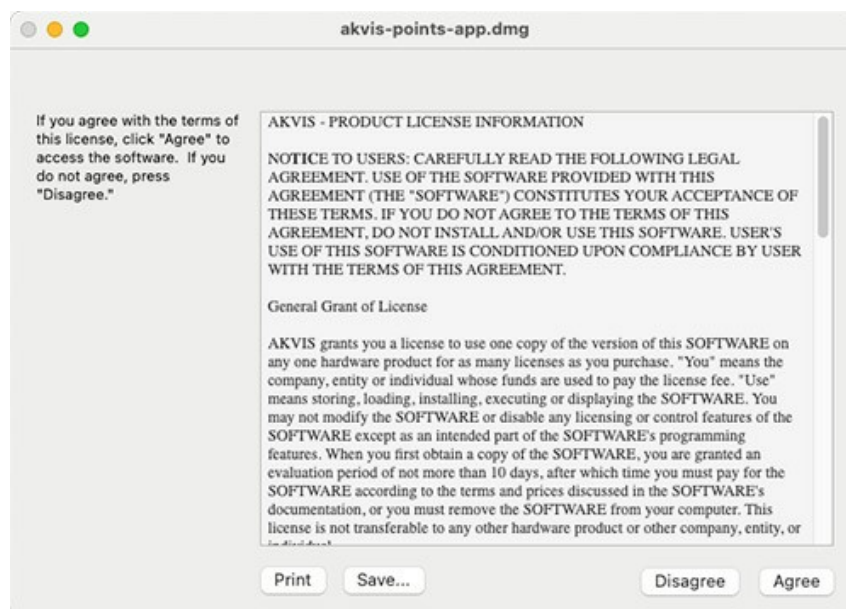 akvis-points-app.dmg
If you agree with the terms of
this license, click "Agree" to
access the software.  If you
do not agree, press
"Disagree."
AKVIS - PRODUCT LICENSE INFORMATION
NOTICE TO USERS: CAREFULLY READ THE FOLLOWING LEGAL
AGREEMENT. USE OF THE SOFTWARE PROVIDED WITH THIS
AGREEMENT (THE "SOFTWARE") CONSTITUTES YOUR ACCEPTANCE OF
THESE TERMS. IF YOU DO NOT AGREE TO THE TERMS OF THIS
AGREEMENT, DO NOT INSTALL AND/OR USE THIS SOFTWARE. USER'S
USE OF THIS SOFTWARE IS CONDITIONED UPON COMPLIANCE BY USER
WITH THE TERMS OF THIS AGREEMENT.
General Grant of License
AKVIS grants you a license to use one copy of the version of this SOFTWARE on
any one hardware product for as many licenses as you purchase. "You" means the
company, entity or individual whose funds are used to pay the license fee. "Use"
means storing, loading, installing, executing or displaying the SOFTWARE. You
may not modify the SOFTWARE or disable any licensing or control features of the
SOFTWARE except as an intended part of the SOFTWARE's programming
features. When you first obtain a copy of the SOFTWARE, you are granted an
evaluation period of not more than 10 days, after which time you must pay for the
SOFTWARE according to the terms and prices discussed in the SOFTWARE's
documentation, or you must remove the SOFTWARE from your computer. This
license is not transferable to any other hardware product or other company, entity, or
Print Save... Disagree Agree